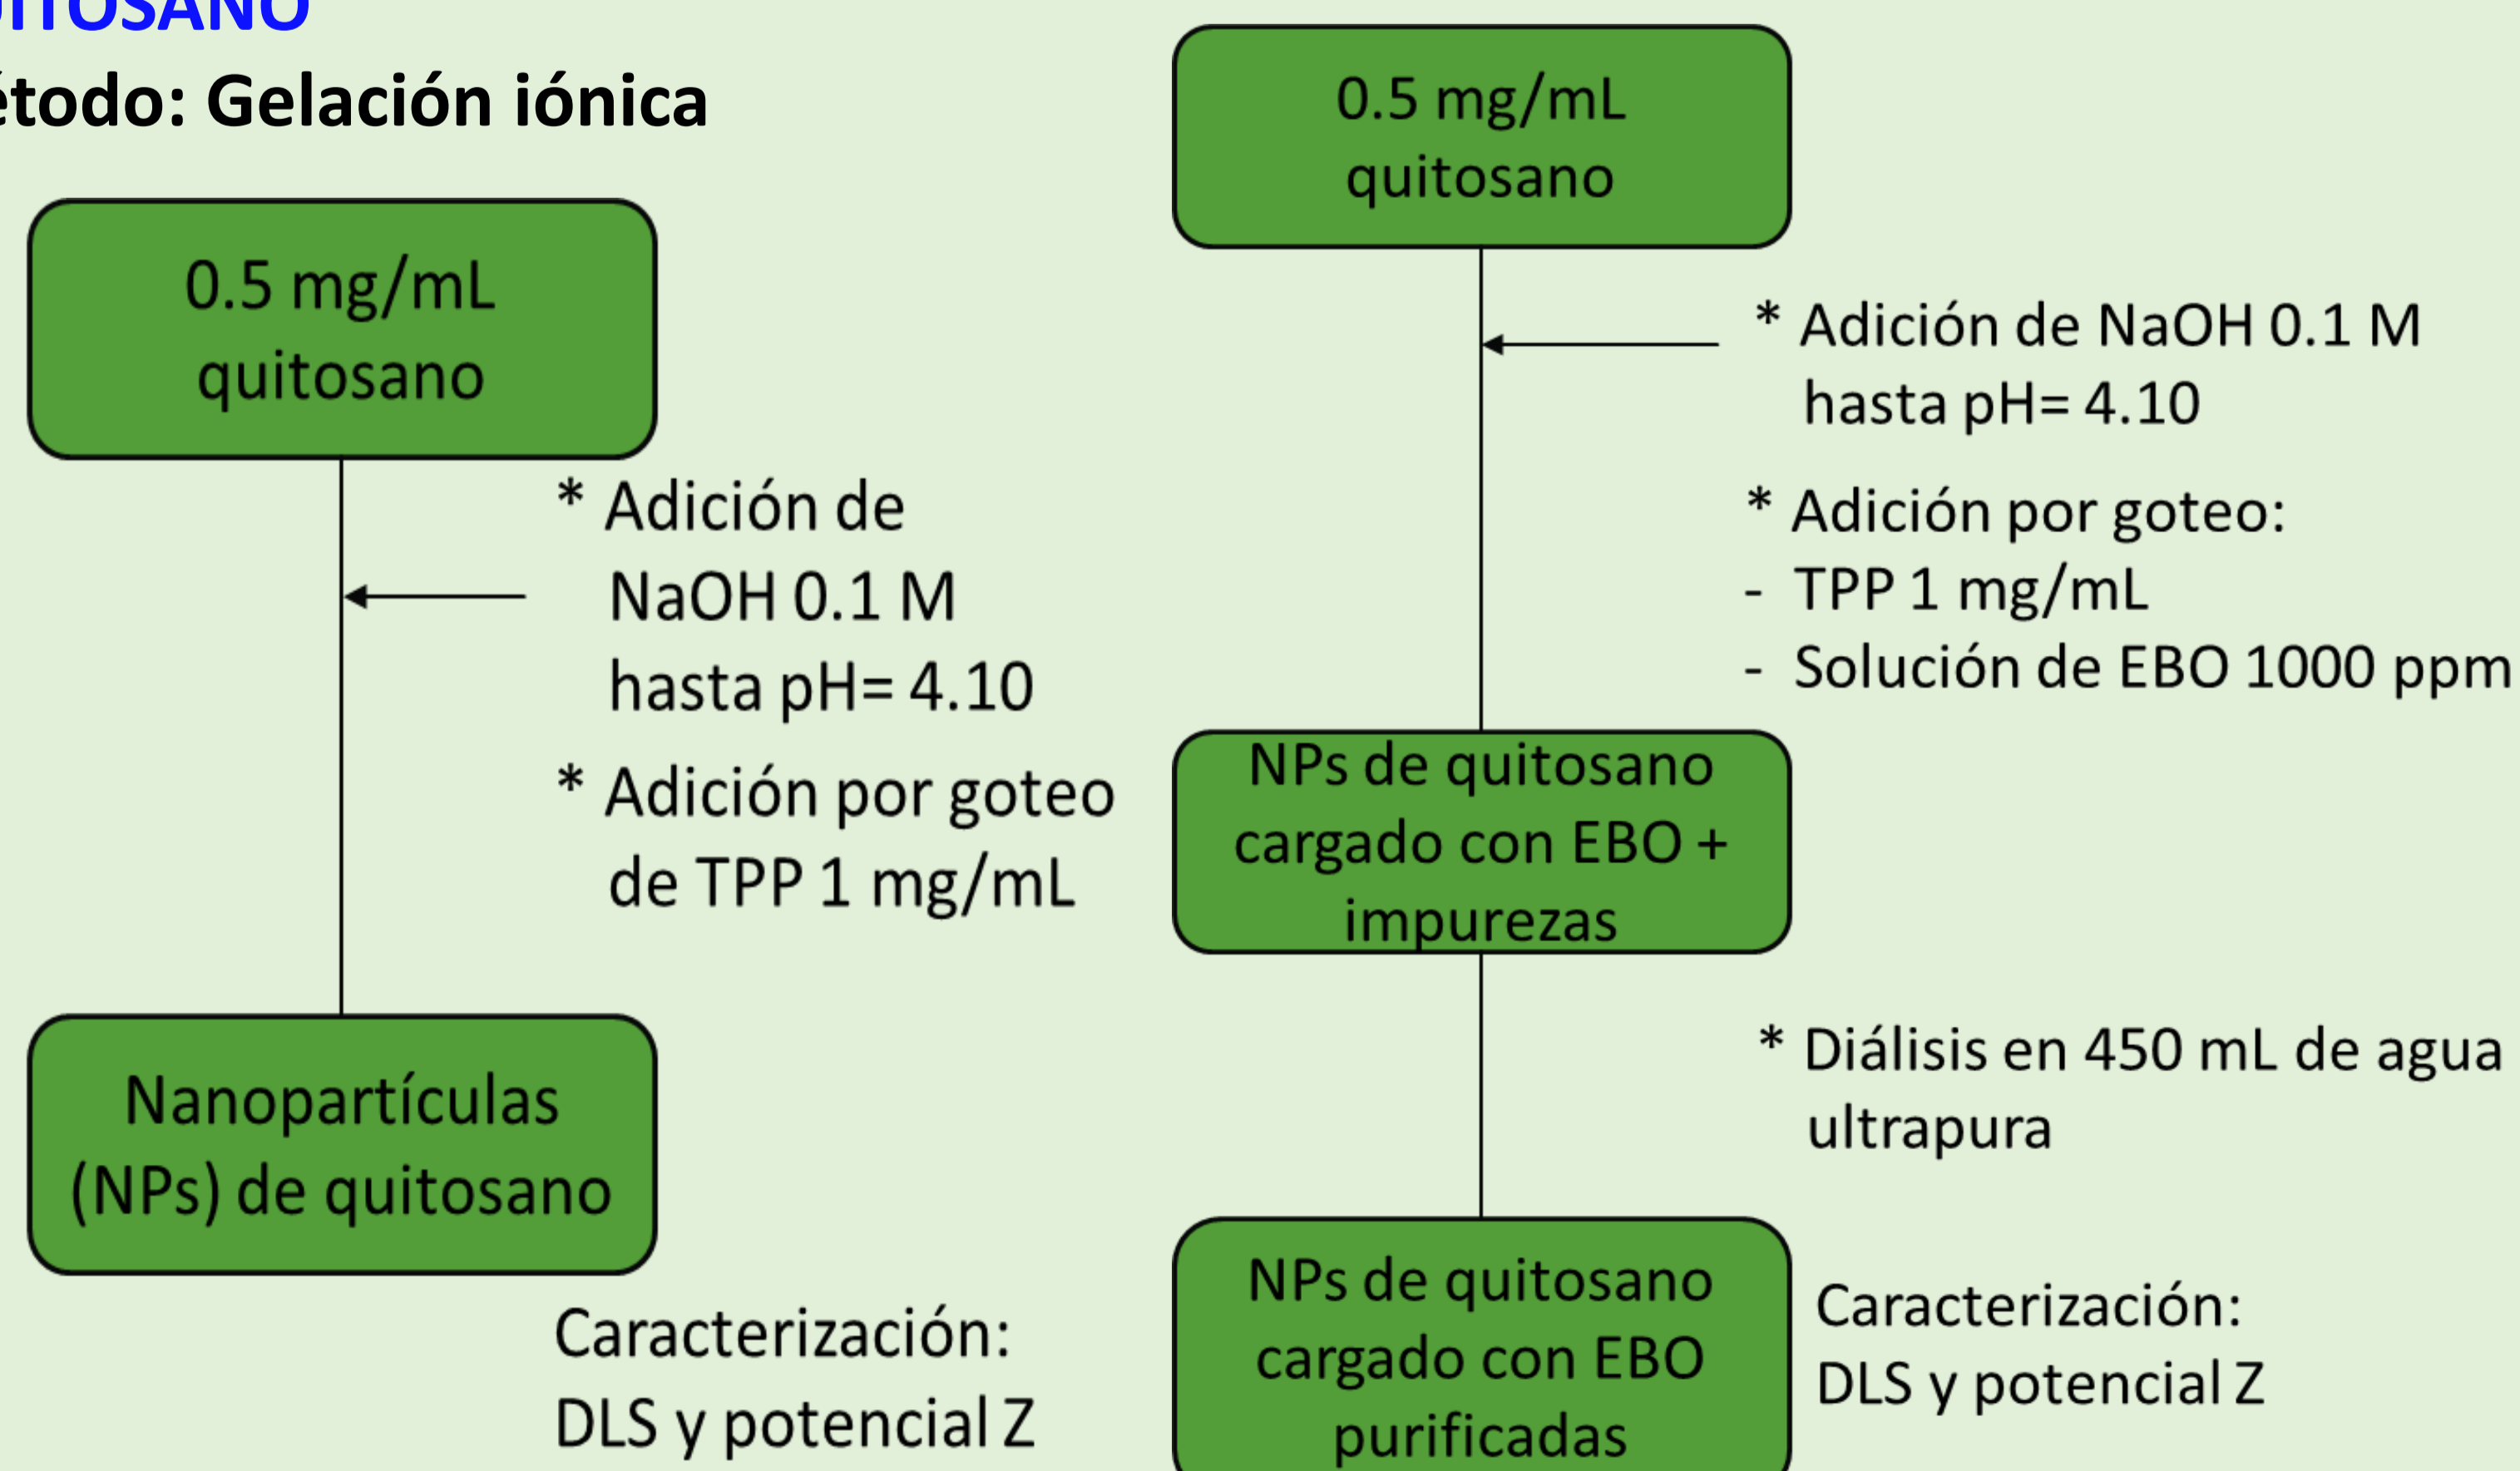 UITOSANO
étodo: Gelación iónica
0.5 mg/mL
quitosano
* Adición de
NaOH 0.1 M
hasta pH= 4.10
* Adición por goteo
de TPP 1 mg/mL
Nanopartículas
(NPs) de quitosano
Caracterización:
DLS y potencial Z
0.5 mg/mL
quitosano
* Adición de NaOH 0.1 M
hasta pH= 4.10
* Adición por goteo:
- TPP 1 mg/mL
- Solución de EBO 1000 ppm
NPs de quitosano
cargado con EBO +
impurezas
* Diálisis en 450 mL de agua
ultrapura
NPs de quitosano
cargado con EBO
purificadas
Caracterización:
DLS y potencial Z